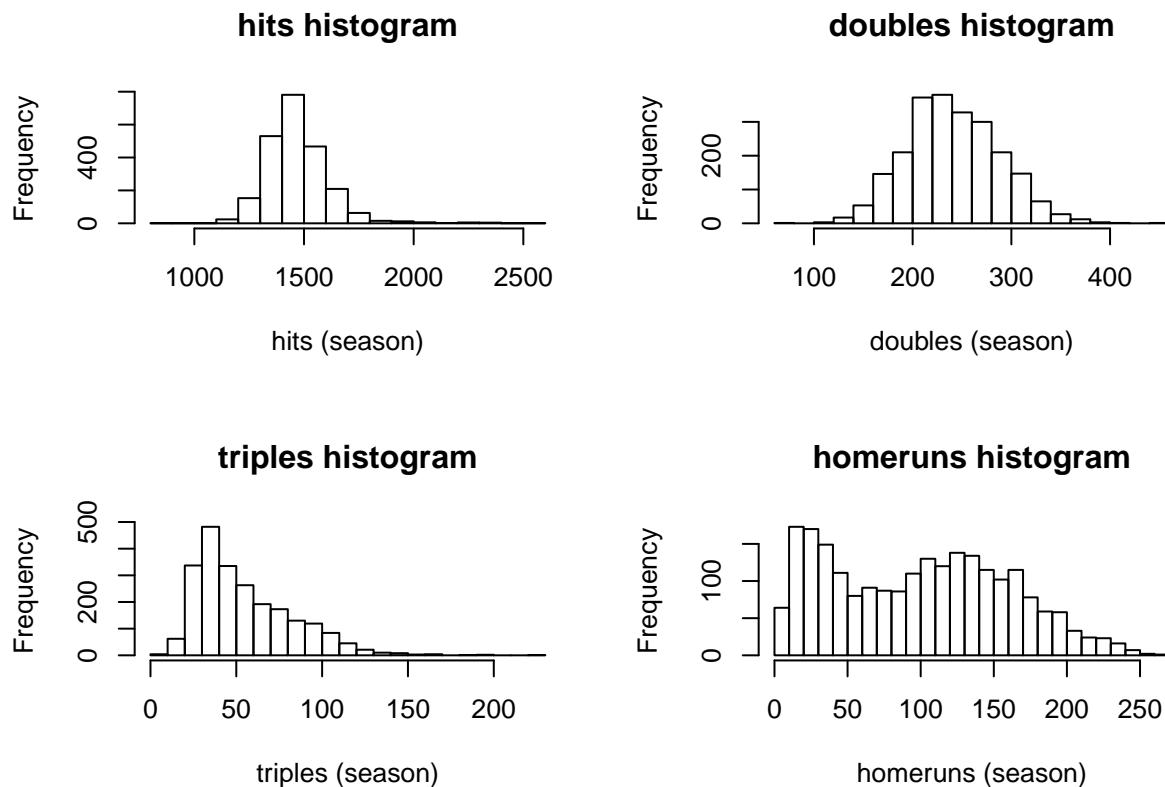 hits histogram
Frequency
0 400
1000 1500 2000 2500
hits (season)
doubles histogram
Frequency
0 200
100 200 300 400
doubles (season)
triples histogram
Frequency
0 200 500
0 50 100 150 200
triples (season)
homeruns histogram
Frequency
0 100
0 50 100 150 200 250
homeruns (season)